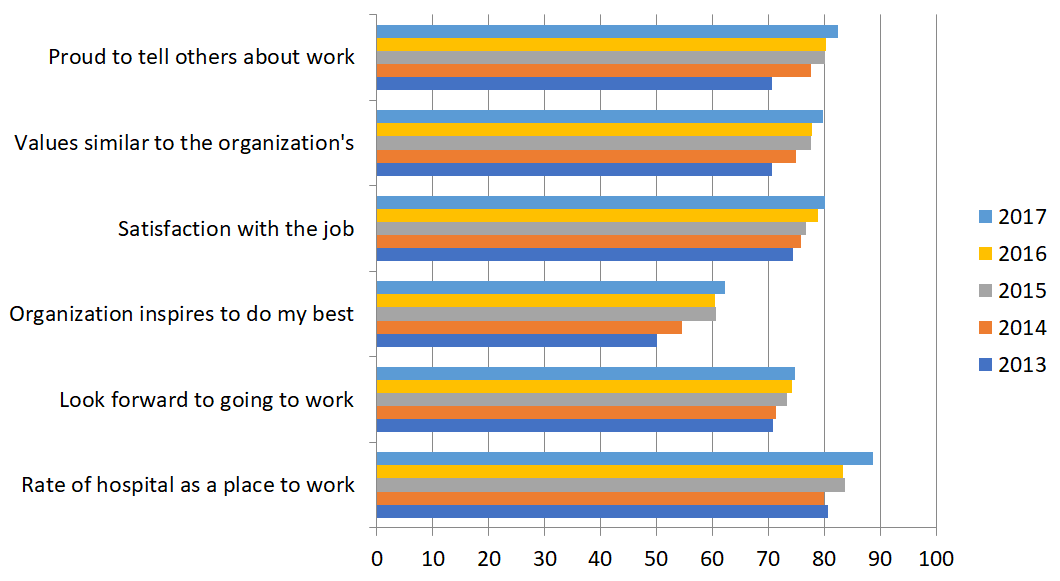 Proud to tell others about work
Values similar to the organization's
Satisfaction with the job
Organization inspires to do my best
Look forward to going to work
Rate of hospital as a place to work
0 10 20 30 40 50 60 70 80 90 100
2017
2016
2015
2014
2013